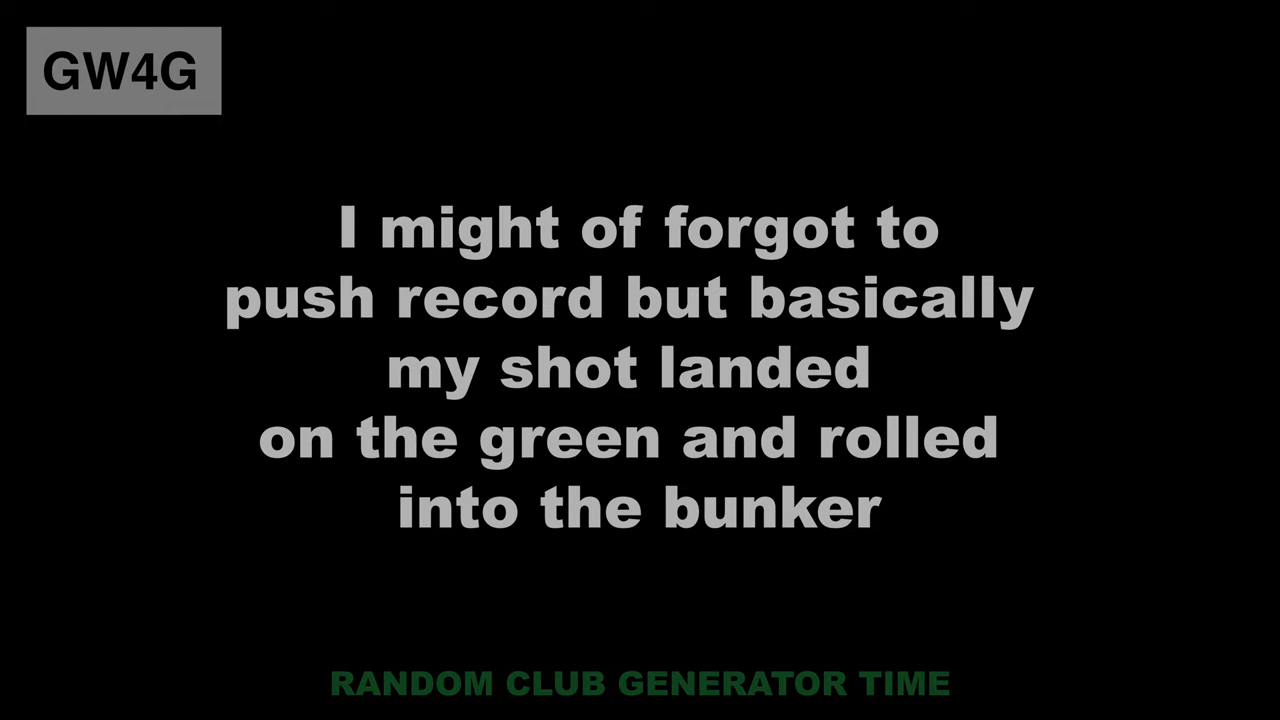 GW4G
I might of forgot to
push record but basically
my shot landed
on the green and rolled
into the bunker
RANDOM CLUB GENERATOR TIME